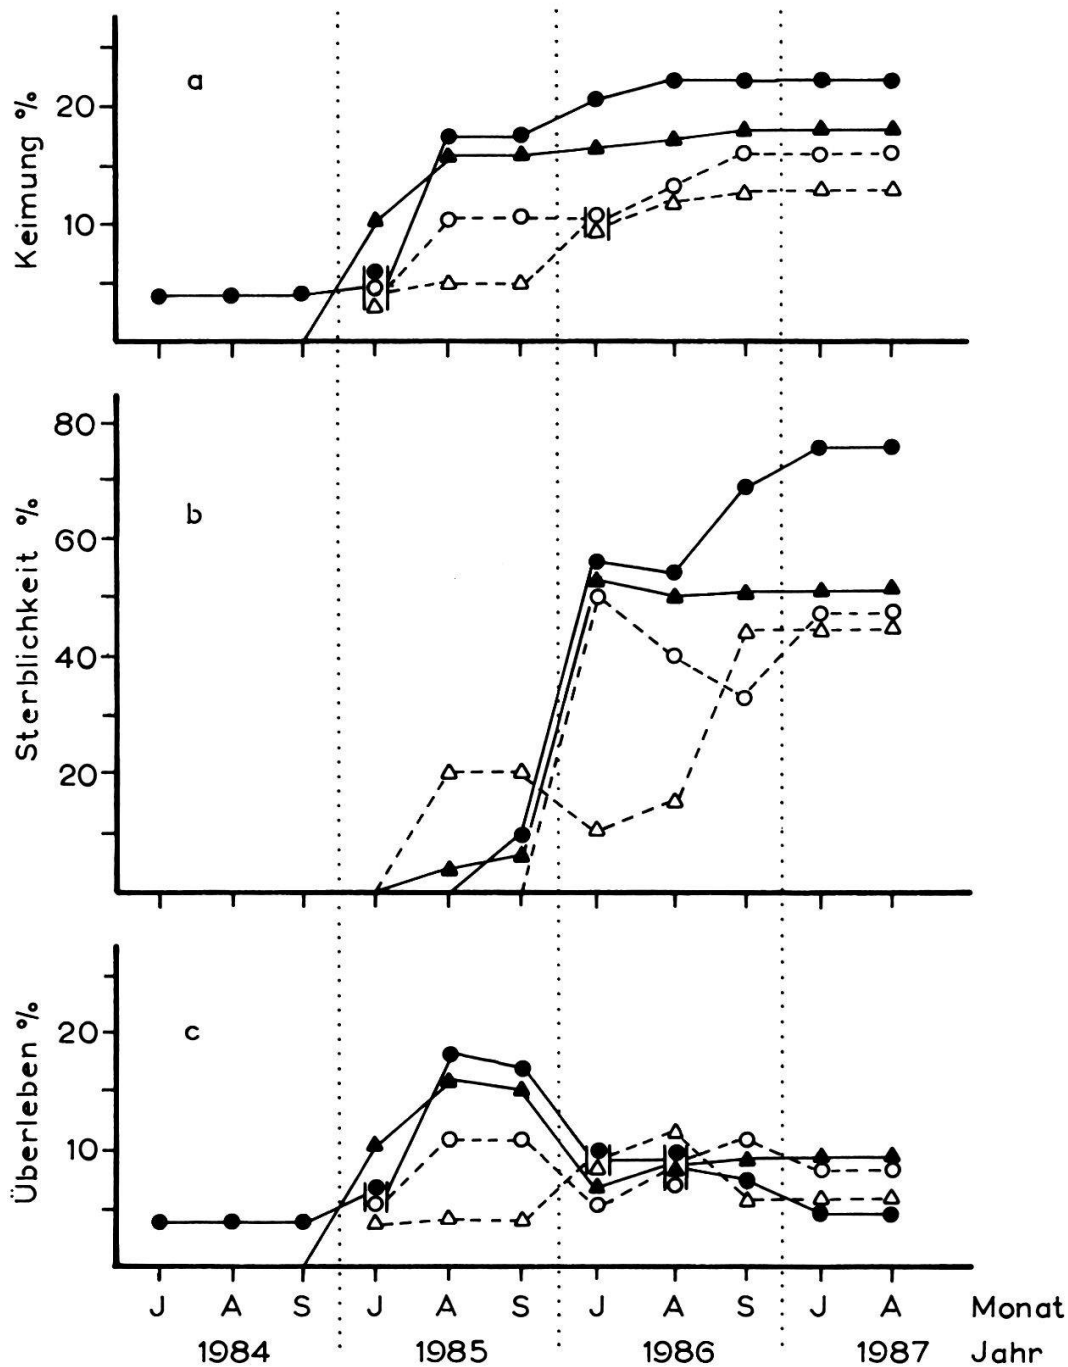 a
Keimung %
20
10
b
Sterblichkeit %
80
60
40
20
c
Überleben %
20
10
J A S J A S J A S J A Monat
1984 1985 1986 1987 Jahr